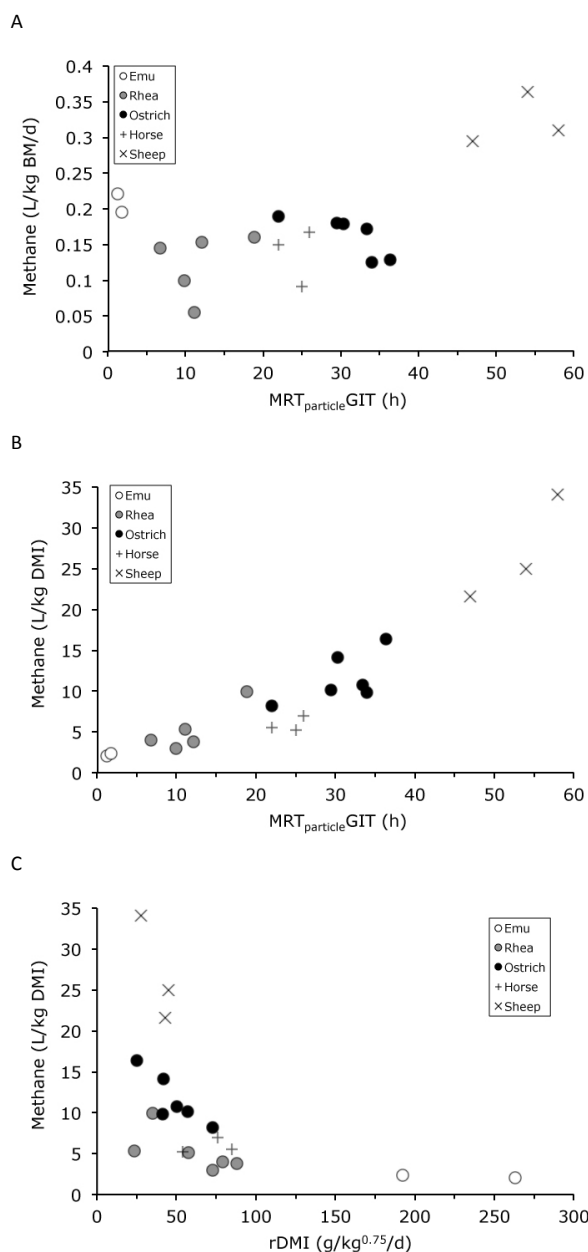 A
Methane (L/kg BM/d)
0.4
0.35
0.3
0.25
0.2
0.15
0.1
0.05
0
Emu
Rhea
Ostrich
Horse
Sheep
0 10 20 30 40 50 60
MRTparticleGIT (h)
B
Methane (L/kg DMI)
35
30
25
20
15
10
5
0
Emu
Rhea
Ostrich
Horse
Sheep
0 10 20 30 40 50 60
MRTparticleGIT (h)
C
Methane (L/kg DMI)
35
30
25
20
15
10
5
0
Emu
Rhea
Ostrich
Horse
Sheep
0 50 100 150 200 250 300
rDMI (g/kg^0.75/d)